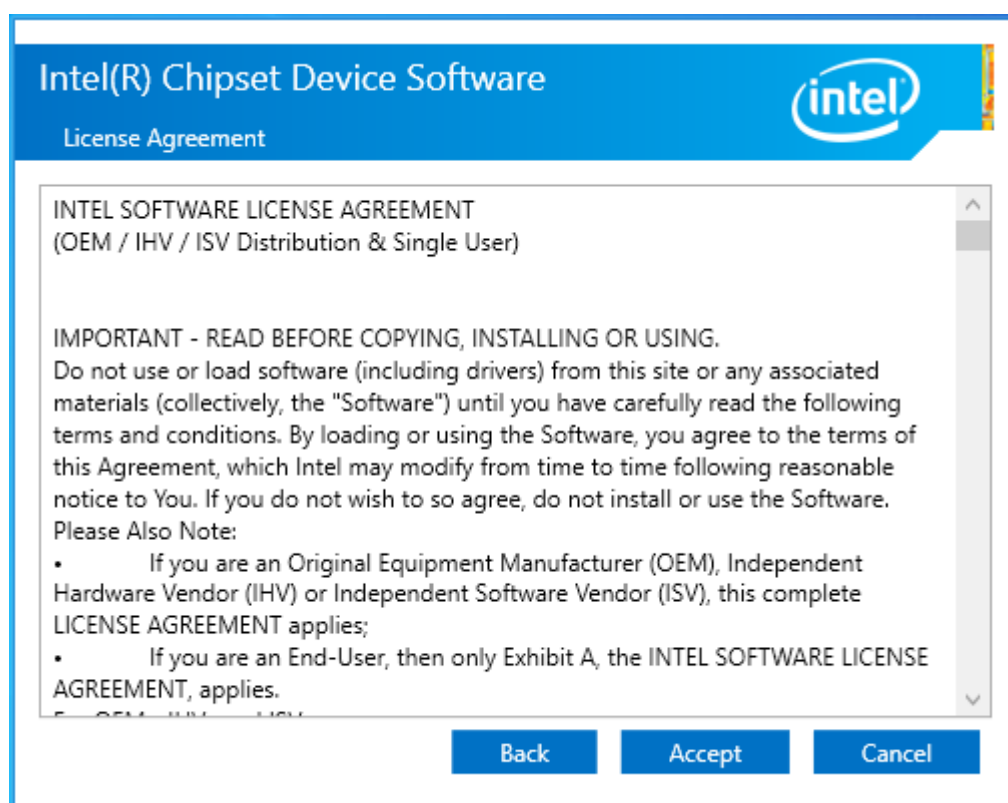 Intel(R) Chipset Device Software
intel
License Agreement
INTEL SOFTWARE LICENSE AGREEMENT
(OEM / IHV / ISV Distribution & Single User)
IMPORTANT - READ BEFORE COPYING, INSTALLING OR USING.
Do not use or load software (including drivers) from this site or any associated
materials (collectively, the "Software") until you have carefully read the following
terms and conditions. By loading or using the Software, you agree to the terms of
this Agreement, which Intel may modify from time to time following reasonable
notice to You. If you do not wish to so agree, do not install or use the Software.
Please Also Note:
• If you are an Original Equipment Manufacturer (OEM), Independent
Hardware Vendor (IHV) or Independent Software Vendor (ISV), this complete
LICENSE AGREEMENT applies;
• If you are an End-User, then only Exhibit A, the INTEL SOFTWARE LICENSE
AGREEMENT, applies.
Back Accept Cancel